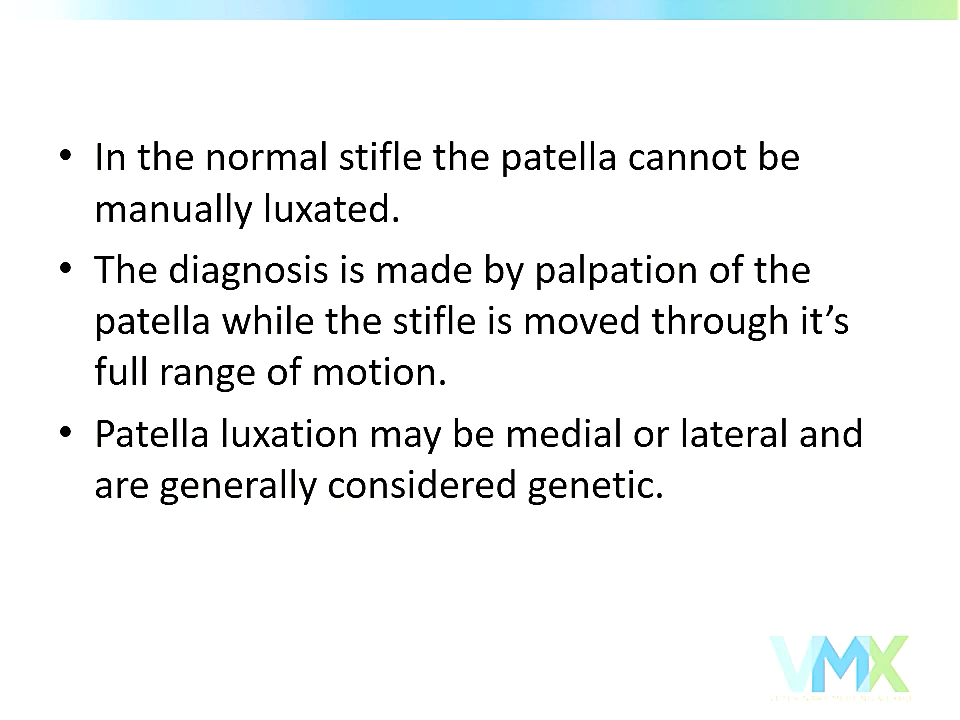 • In the normal stifle the patella cannot be
manually luxated.
• The diagnosis is made by palpation of the
patella while the stifle is moved through it’s
full range of motion.
• Patella luxation may be medial or lateral and
are generally considered genetic.
VMX